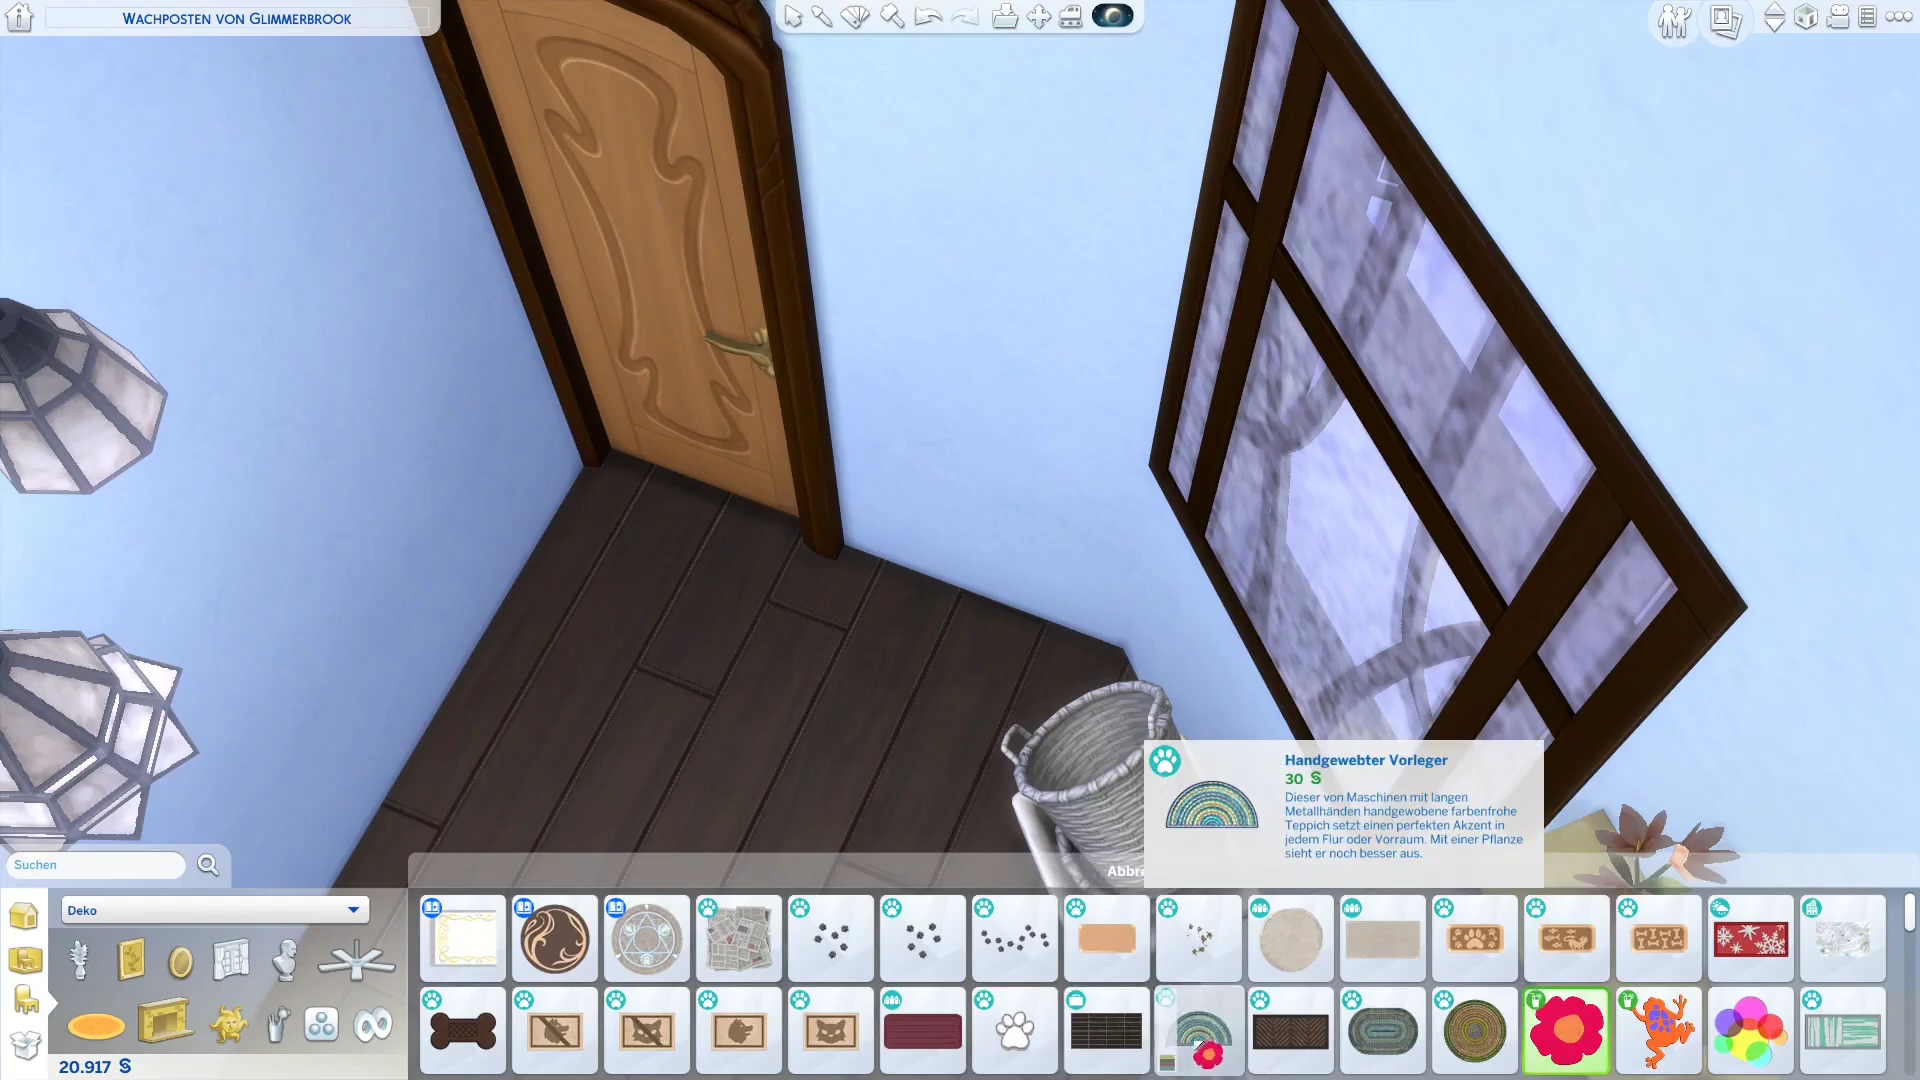 Wachposten von Glimmerbrook
Handgewebter Vorleger
30
Dieser von Maschinen mit langen
Metallhänden handgewobene farbenfrohe
Teppich setzt einen perfekten Akzent in
jedem Flur oder Vorraum. Mit einer Pflanze
sieht er noch besser aus.
Suchen
Abbre
Deko
20.917